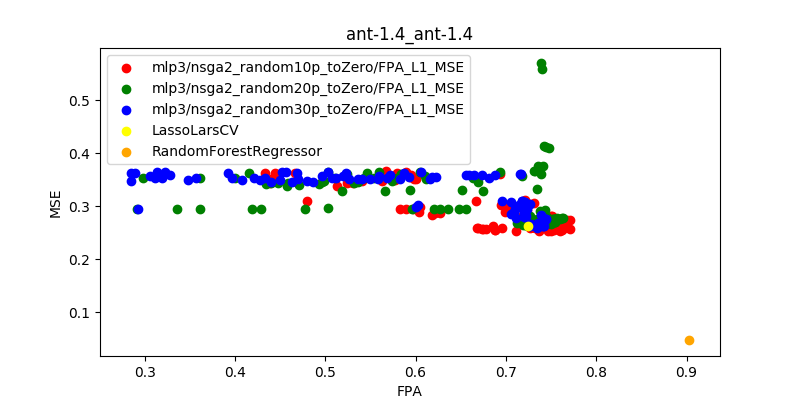 ant-1.4_ant-1.4
mlp3/nsga2_random10p_toZero/FPA_L1_MSE
mlp3/nsga2_random20p_toZero/FPA_L1_MSE
mlp3/nsga2_random30p_toZero/FPA_L1_MSE
LassoLarsCV
RandomForestRegressor
MSE
0.5
0.4
0.3
0.2
0.1
0.3 0.4 0.5 0.6 0.7 0.8 0.9
FPA